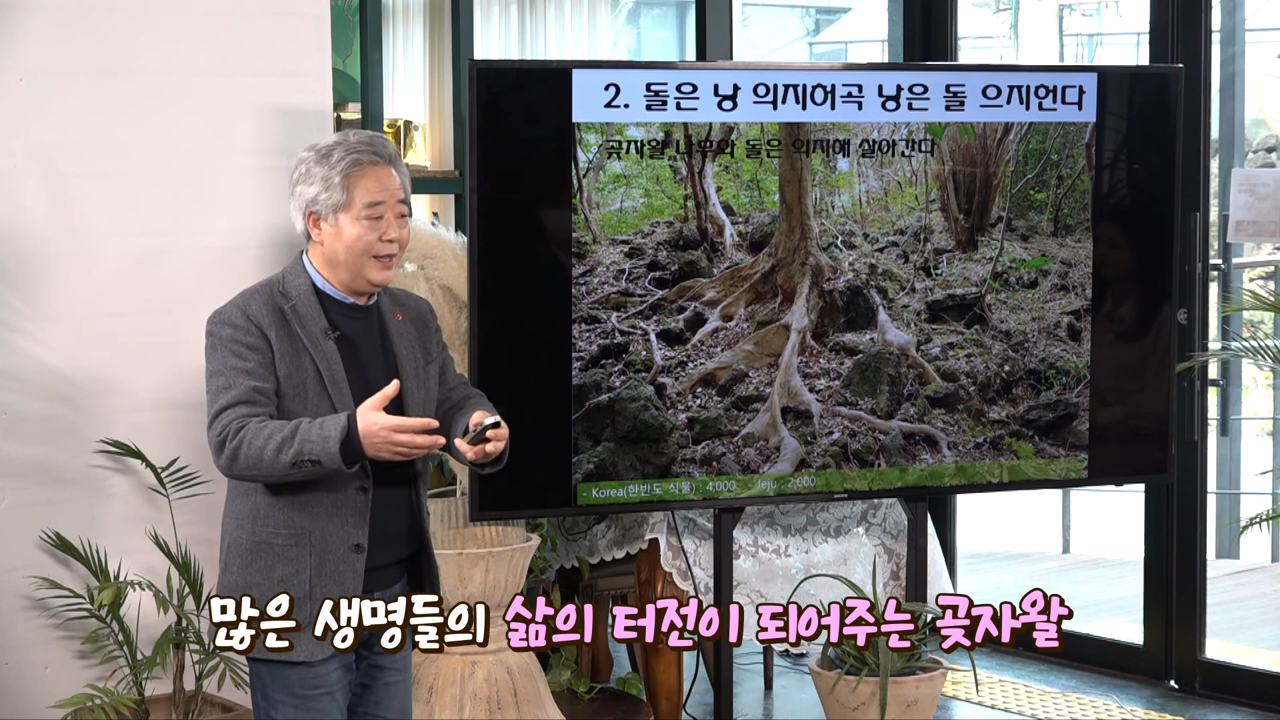 2. 돌은 낭 의지허곡 낭은 돌 으지헌다
곶자왈 나무와 돌은 의지해 살아간다
- Korea(한반도 식물) : 4,000 - Jeju : 2,000
많은 생명들의 삶의 터전이 되어주는 곶자왈